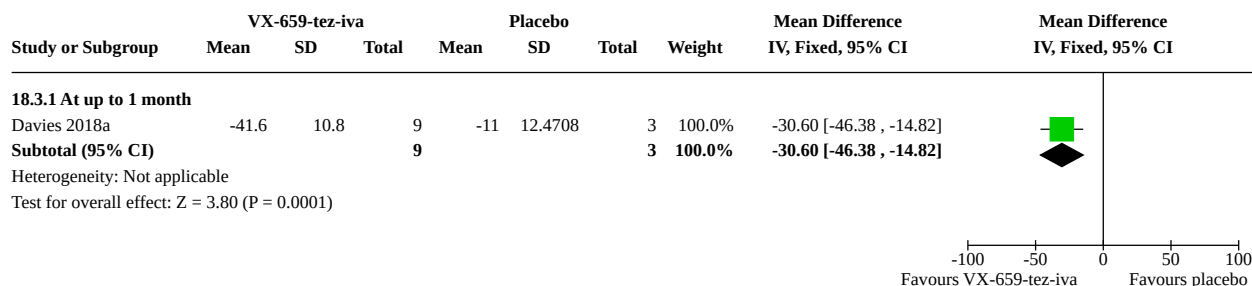 VX-659-tez-iva Placebo Mean Difference Mean Difference
Study or Subgroup Mean SD Total Mean SD Total Weight IV, Fixed, 95% CI IV, Fixed, 95% CI
18.3.1 At up to 1 month
Davies 2018a -41.6 10.8 9 -11 12.4708 3 100.0% -30.60 [-46.38 , -14.82]
Subtotal (95% CI) 9 3 100.0% -30.60 [-46.38 , -14.82]
Heterogeneity: Not applicable
Test for overall effect: Z = 3.80 (P = 0.0001)
-100 -50 0 50 100
Favours VX-659-tez-iva Favours placebo